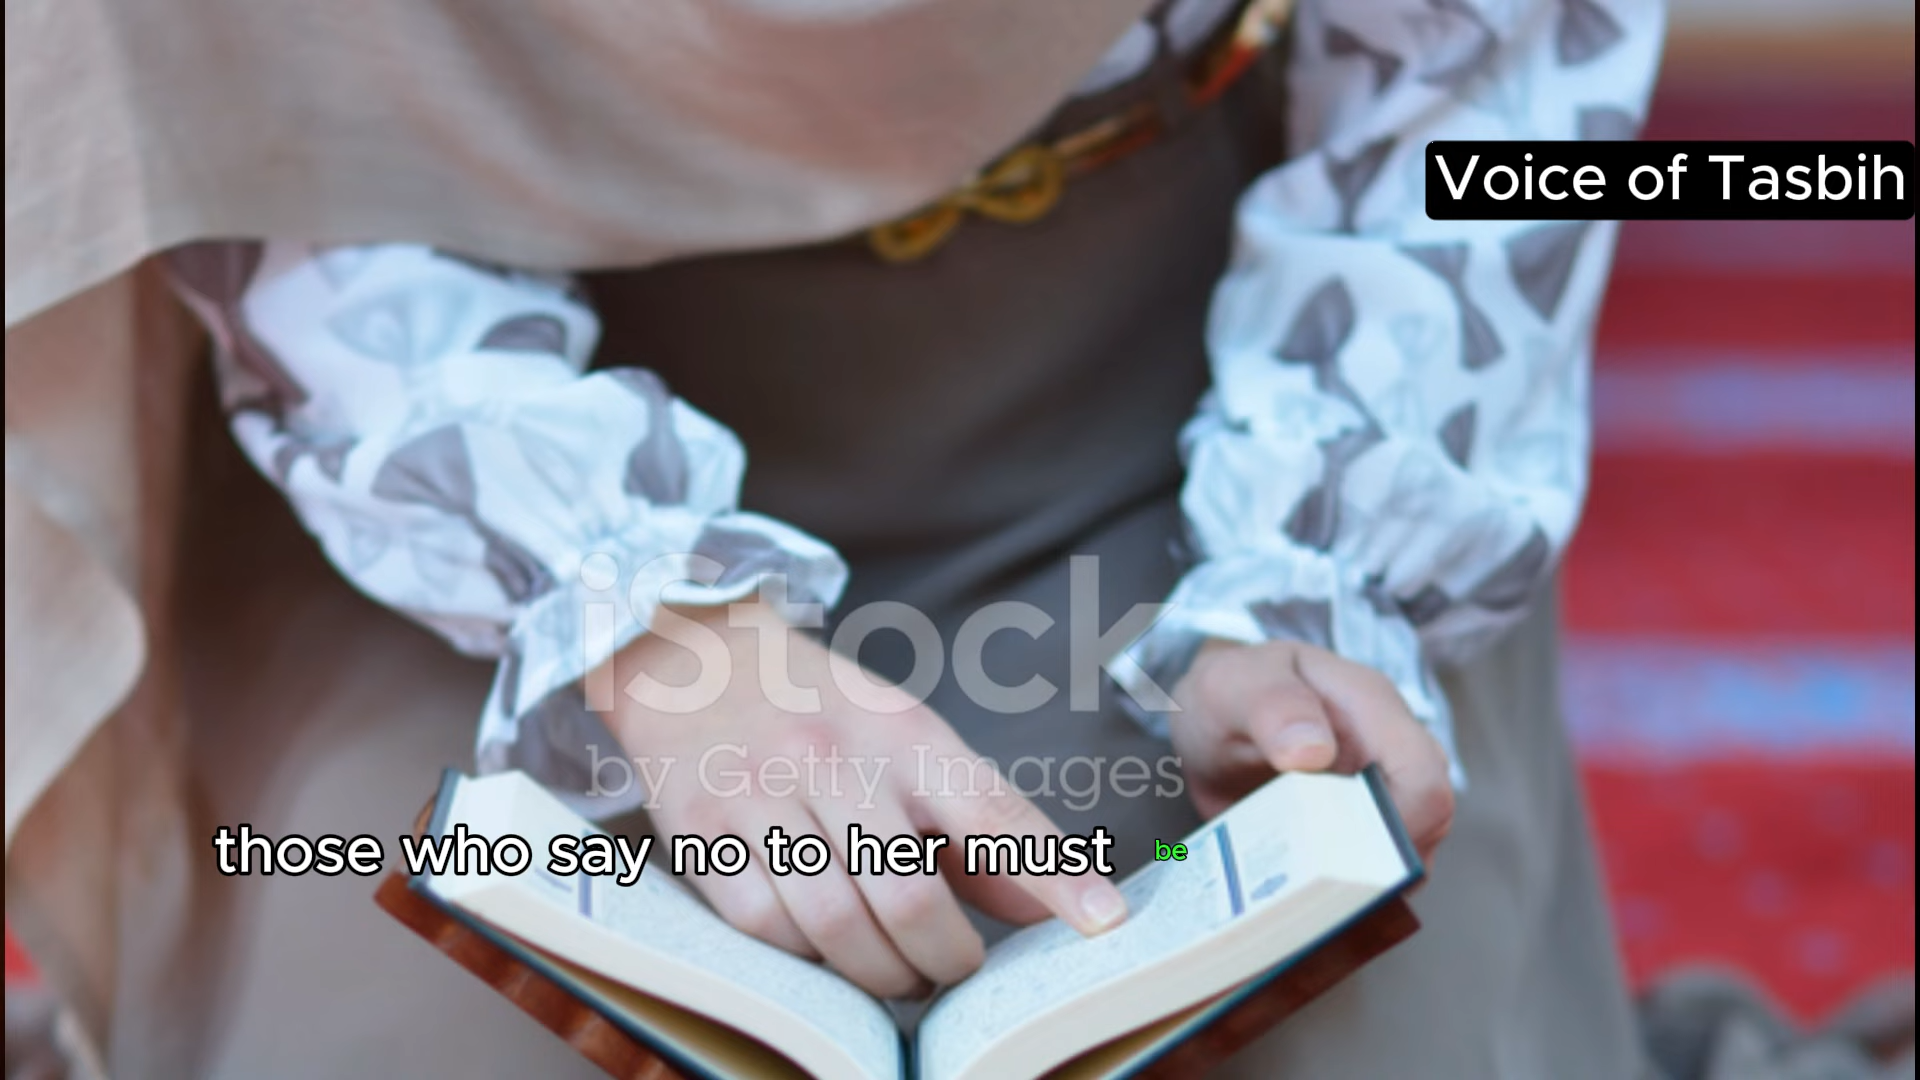 Voice of Tasbih
iStock
by Getty Images
those who say no to her must be